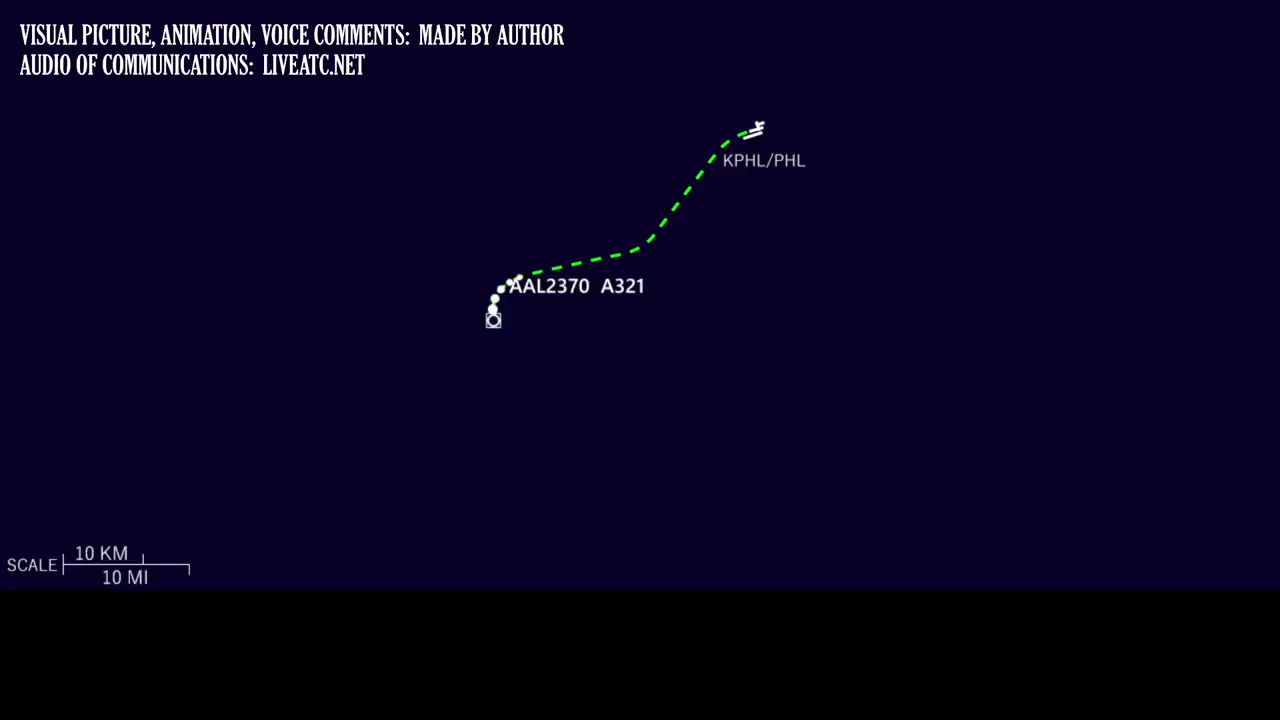 VISUAL PICTURE, ANIMATION, VOICE COMMENTS: MADE BY AUTHOR
AUDIO OF COMMUNICATIONS: LIVEATC.NET
KPHL/PHL
AAL2370 A321
10 KM
SCALE
10 MI